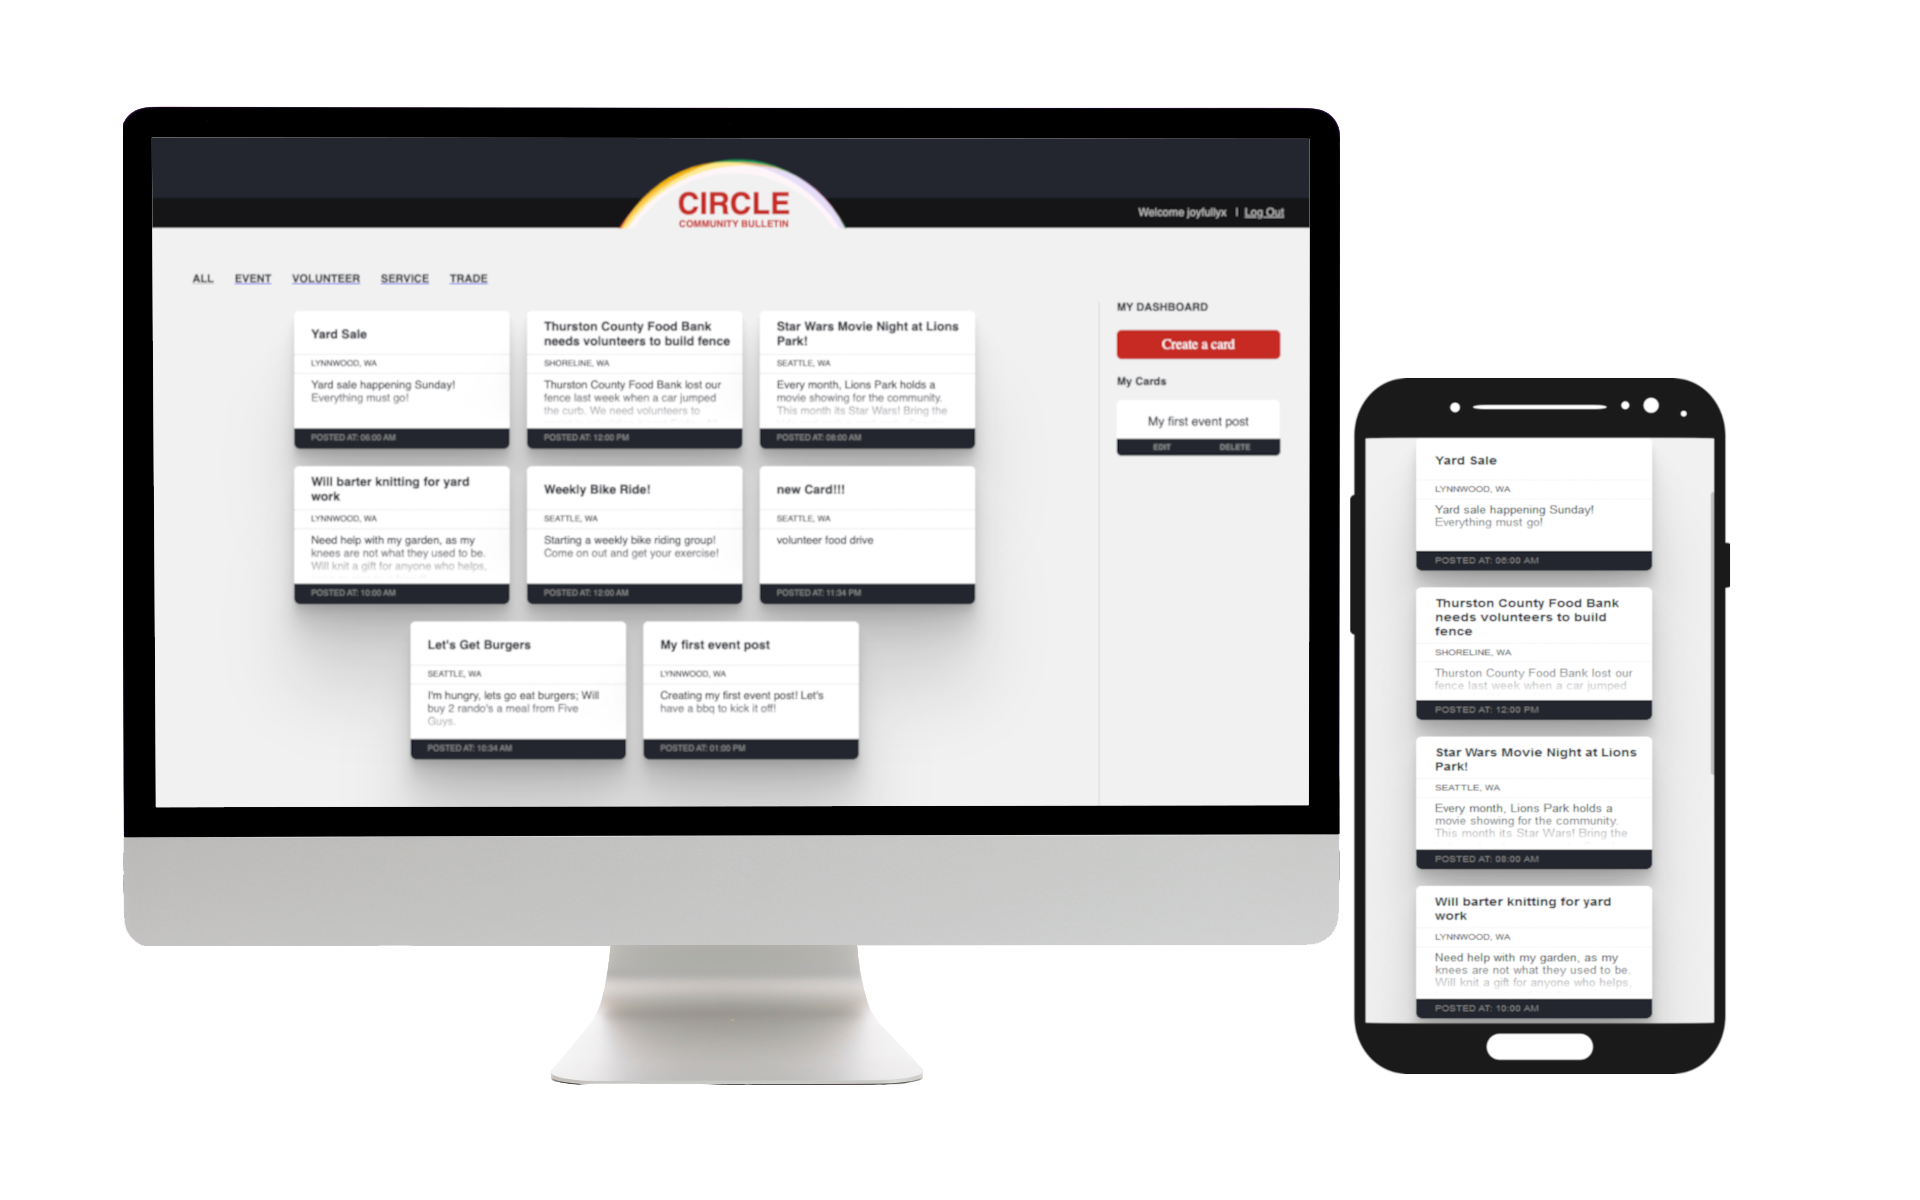 CIRCLE
COMMUNITY BULLETIN
Welcome joyfullyx | Log Out
ALL EVENT VOLUNTEER SERVICE TRADE
Yard Sale
LYNNWOOD, WA
Yard sale happening Sunday!
Everything must go!
POSTED AT: 06:00 AM
Thurston County Food Bank
needs volunteers to build fence
SHORELINE, WA
Thurston County Food Bank lost our
fence last week when a car jumped
the curb. We need volunteers to
POSTED AT: 12:00 PM
Star Wars Movie Night at Lions
Park!
SEATTLE, WA
Every month, Lions Park holds a
movie showing for the community.
This month its Star Wars! Bring the
POSTED AT: 08:00 AM
Will barter knitting for yard
work
LYNNWOOD, WA
Need help with my garden, as my
knees are not what they used to be.
Will knit a gift for anyone who helps,
POSTED AT: 10:00 AM
Weekly Bike Ride!
SEATTLE, WA
Starting a weekly bike riding group!
Come on out and get your exercise!
POSTED AT: 12:00 AM
new Card!!!
SEATTLE, WA
volunteer food drive
POSTED AT: 11:34 PM
Let's Get Burgers
SEATTLE, WA
I'm hungry, lets go eat burgers; Will
buy 2 rando's a meal from Five
Guys.
POSTED AT: 10:34 AM
My first event post
LYNNWOOD, WA
Creating my first event post! Let's
have a bbq to kick it off!
POSTED AT: 01:00 PM
MY DASHBOARD
Create a card
My Cards
My first event post
EDIT DELETE
Yard Sale
LYNNWOOD, WA
Yard sale happening Sunday!
Everything must go!
POSTED AT: 06:00 AM
Thurston County Food Bank
needs volunteers to build
fence
SHORELINE, WA
Thurston County Food Bank lost our
fence last week when a car jumped
POSTED AT: 12:00 PM
Star Wars Movie Night at Lions
Park!
SEATTLE, WA
Every month, Lions Park holds a
movie showing for the community.
This month its Star Wars! Bring the
POSTED AT: 08:00 AM
Will barter knitting for yard
work
LYNNWOOD, WA
Need help with my garden, as my
knees are not what they used to be.
Will knit a gift for anyone who helps,
POSTED AT: 10:00 AM